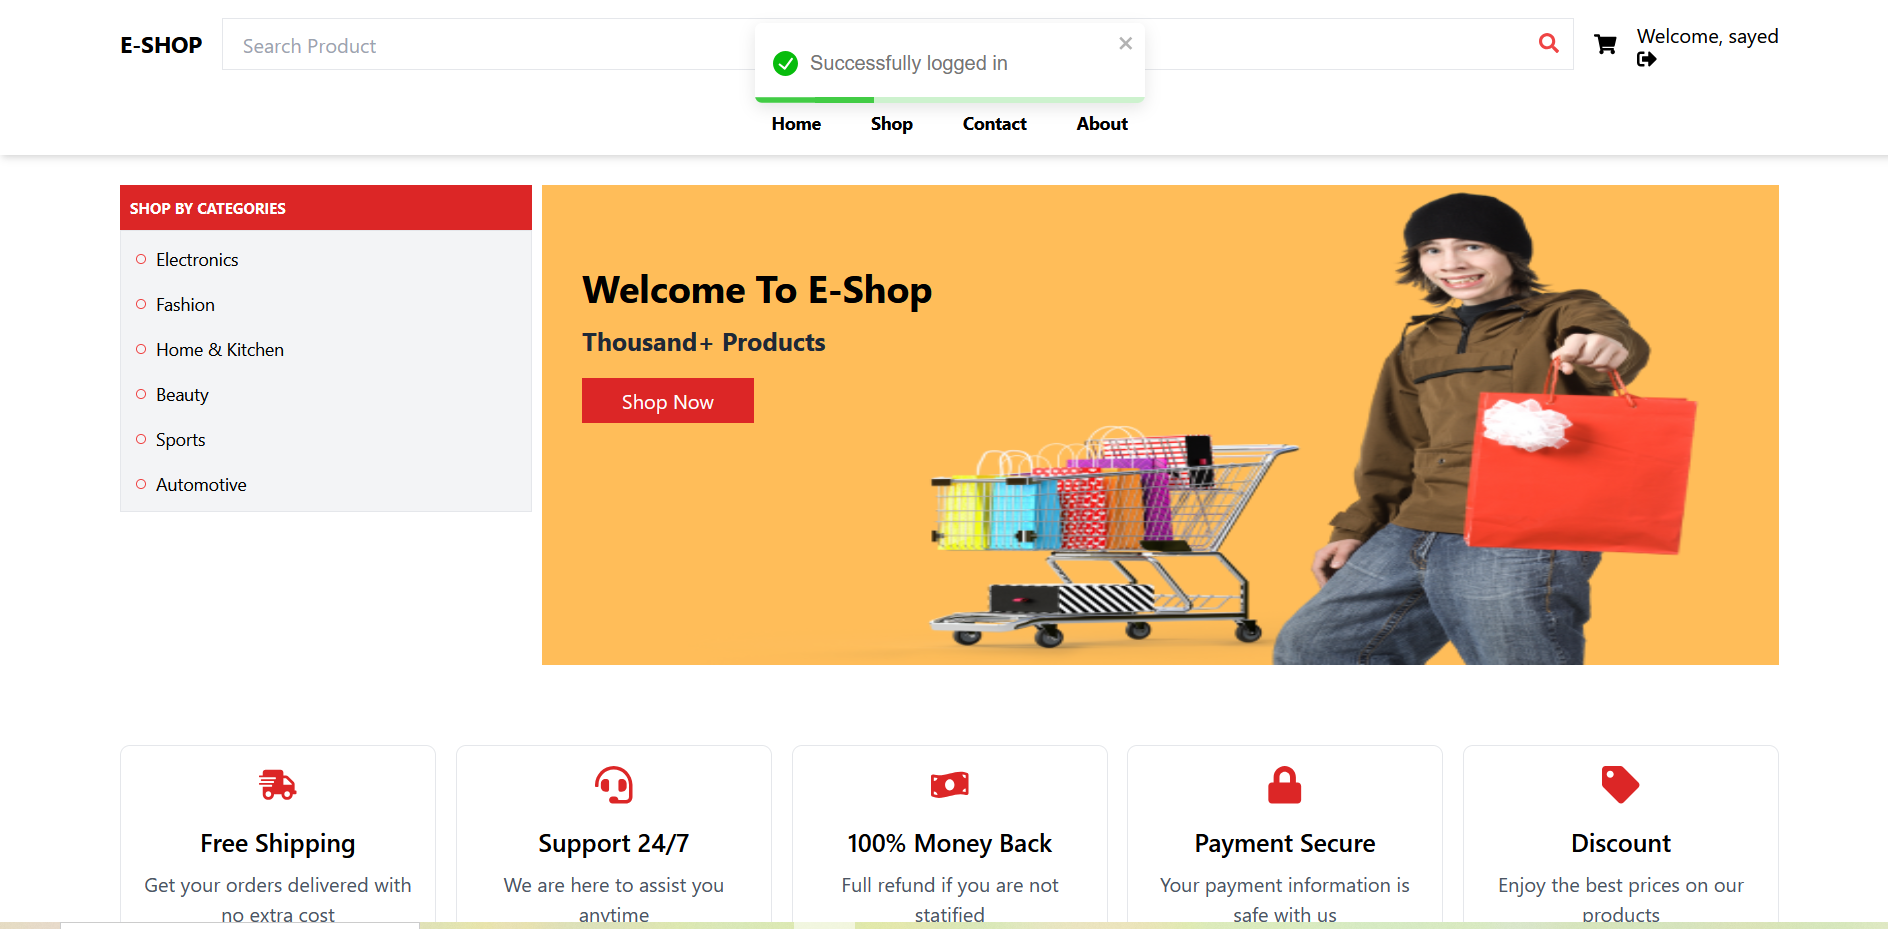 E-SHOP
Search Product
Successfully logged in
Welcome, sayed
Home Shop Contact About
SHOP BY CATEGORIES
Electronics
Fashion
Home & Kitchen
Beauty
Sports
Automotive
Welcome To E-Shop
Thousand+ Products
Shop Now
Free Shipping
Get your orders delivered with
no extra cost
Support 24/7
We are here to assist you
anytime
100% Money Back
Full refund if you are not
statified
Payment Secure
Your payment information is
safe with us
Discount
Enjoy the best prices on our
products